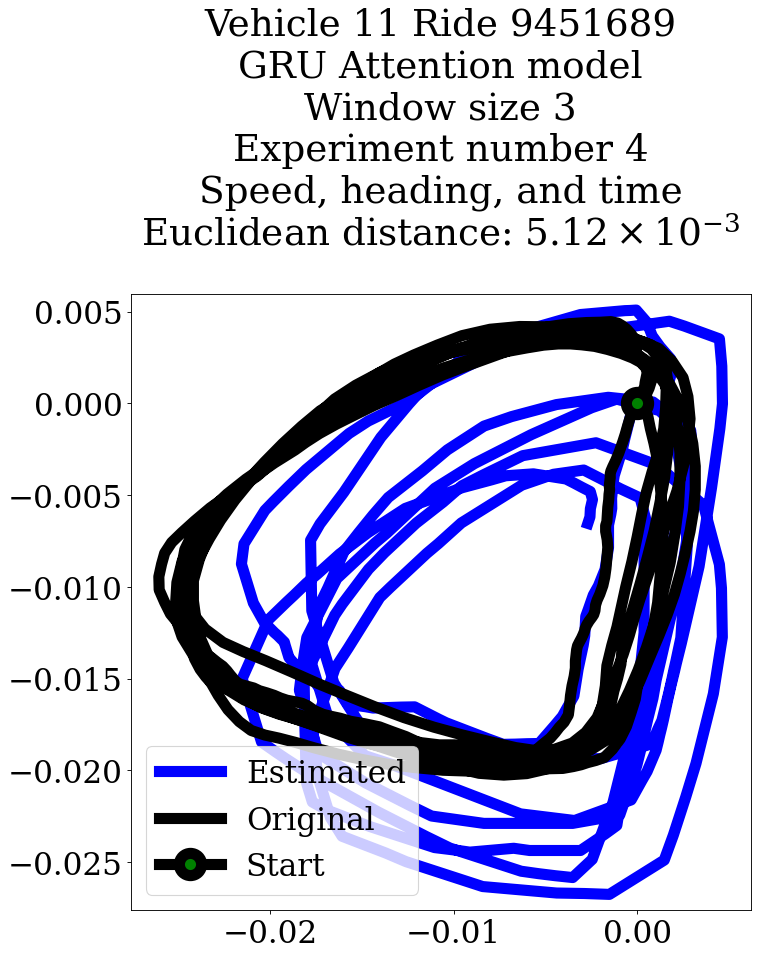 Vehicle 11 Ride 9451689
GRU Attention model
Window size 3
Experiment number 4
Speed, heading, and time
Euclidean distance: 5.12 × 10⁻³
0.005
0.000
−0.005
−0.010
−0.015
−0.020
−0.025
Estimated
Original
Start
−0.02
−0.01
0.00